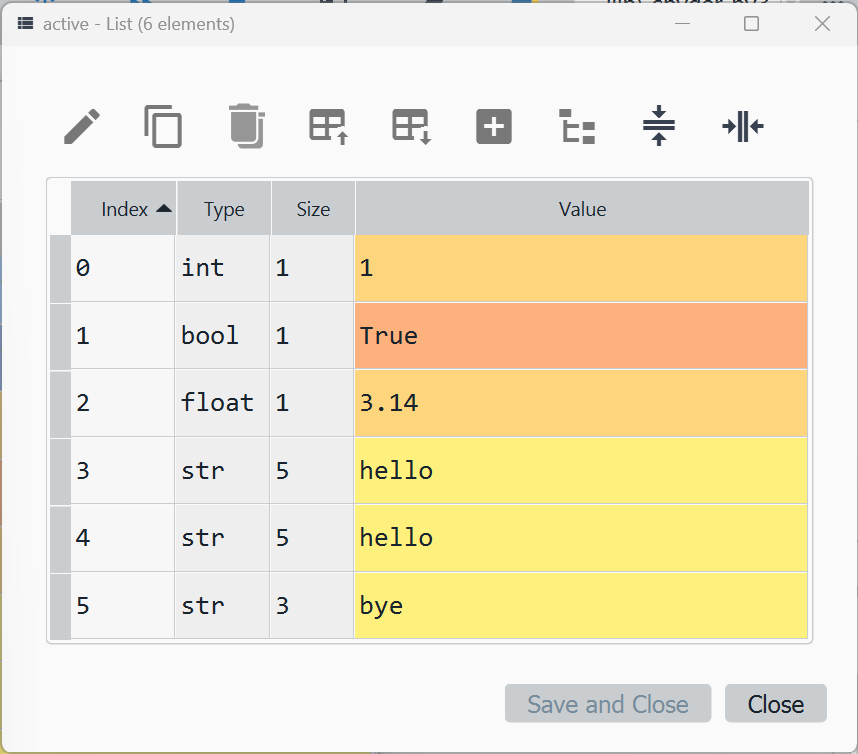 active - List (6 elements)
Index Type Size Value
0 int 1 1
1 bool 1 True
2 float 1 3.14
3 str 5 hello
4 str 5 hello
5 str 3 bye
Save and Close Close